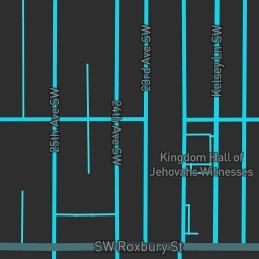 23rd Ave SW
Kelsey Ln SW
25th Ave SW
24th Ave SW
Kingdom Hall of
Jehovah's Witnesses
SW Roxbury St